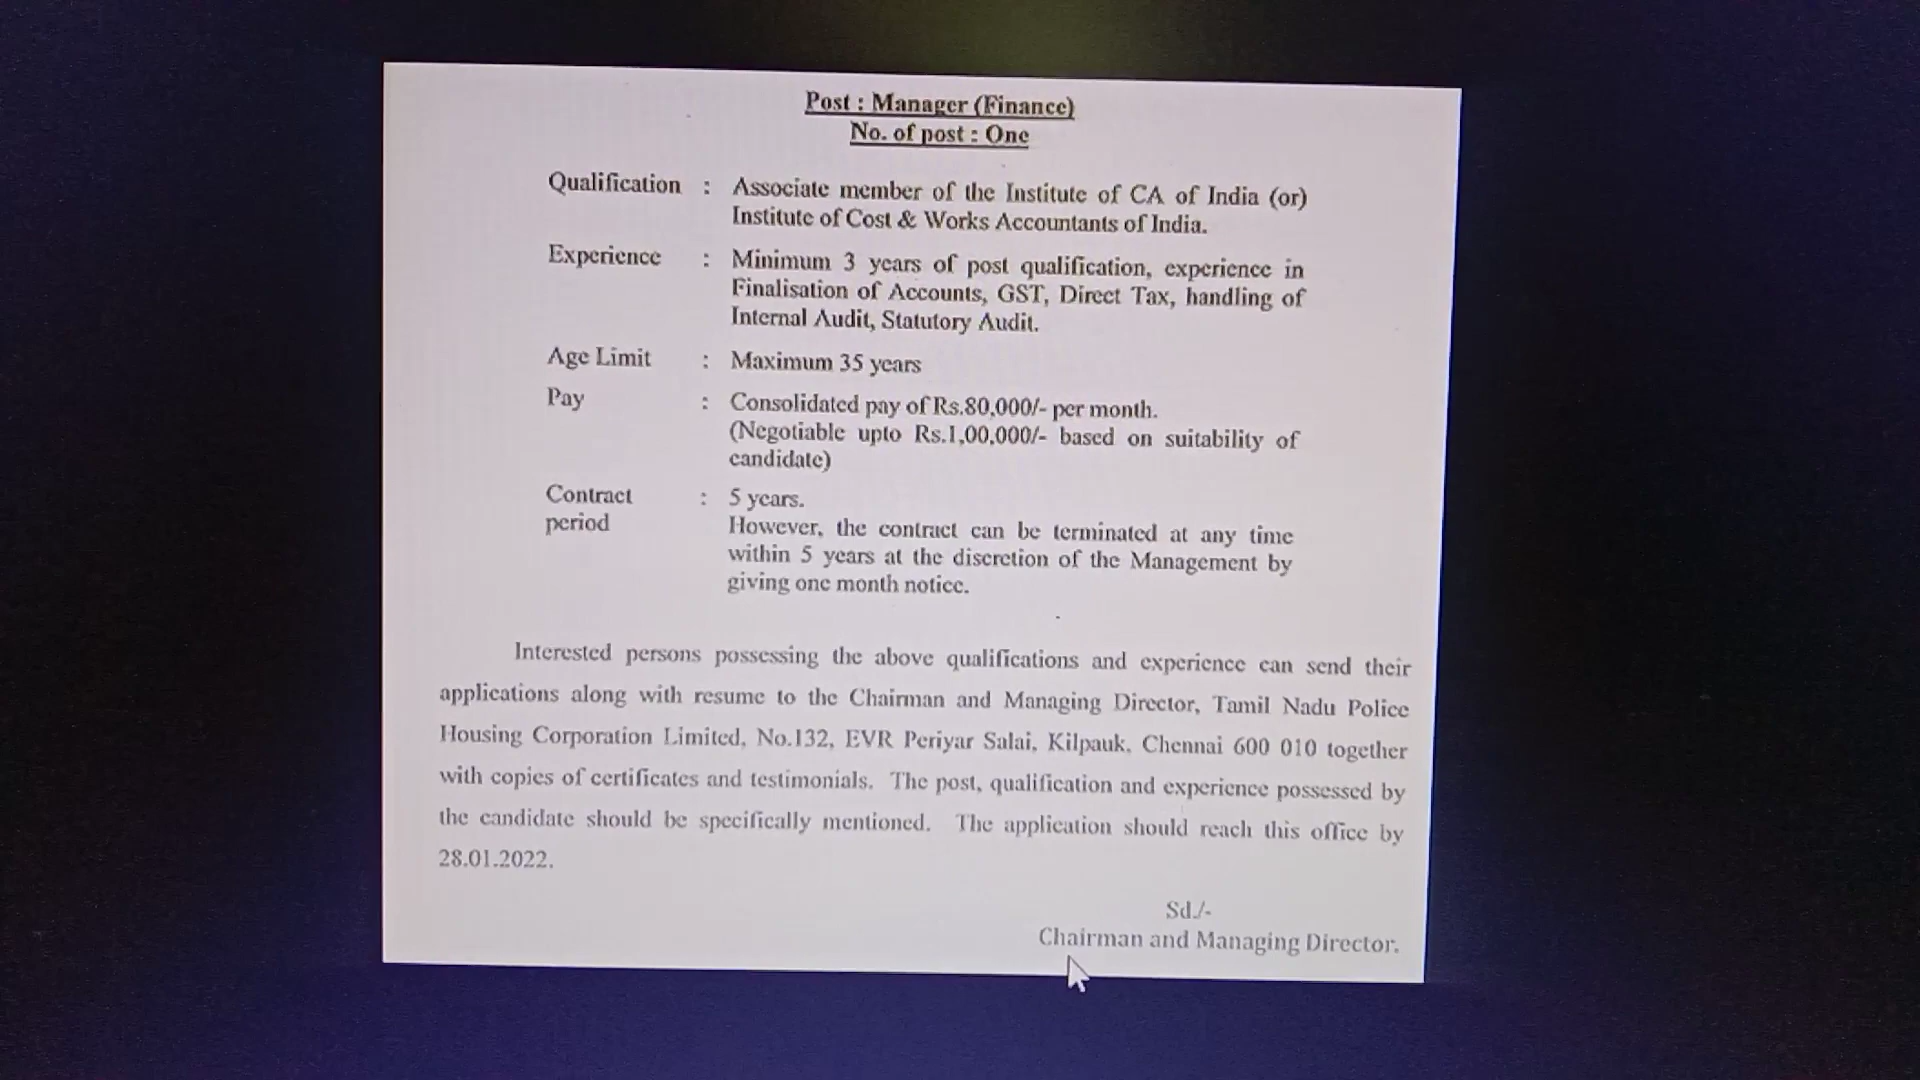 Post : Manager (Finance)
No. of post : One
Qualification : Associate member of the Institute of CA of India (or)
Institute of Cost & Works Accountants of India.
Experience : Minimum 3 years of post qualification, experience in
Finalisation of Accounts, GST, Direct Tax, handling of
Internal Audit, Statutory Audit.
Age Limit : Maximum 35 years
Pay : Consolidated pay of Rs.80,000/- per month.
(Negotiable upto Rs.1,00,000/- based on suitability of
candidate)
Contract : 5 years.
period However, the contract can be terminated at any time
within 5 years at the discretion of the Management by
giving one month notice.
Interested persons possessing the above qualifications and experience can send their
applications along with resume to the Chairman and Managing Director, Tamil Nadu Police
Housing Corporation Limited, No.132, EVR Periyar Salai, Kilpauk, Chennai 600 010 together
with copies of certificates and testimonials. The post, qualification and experience possessed by
the candidate should be specifically mentioned. The application should reach this office by
28.01.2022.
Sd./-
Chairman and Managing Director.